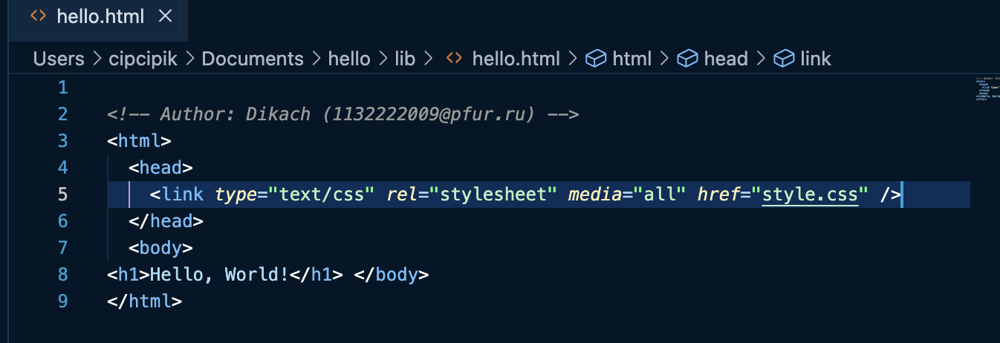 hello.html
Users > cipcipik > Documents > hello > lib > hello.html > html > head > link
1
2 <!-- Author: Dikach (1132222009@pfur.ru) -->
3 <html>
4 <head>
5 <link type="text/css" rel="stylesheet" media="all" href="style.css" />
6 </head>
7 <body>
8 <h1>Hello, World!</h1> </body>
9 </html>